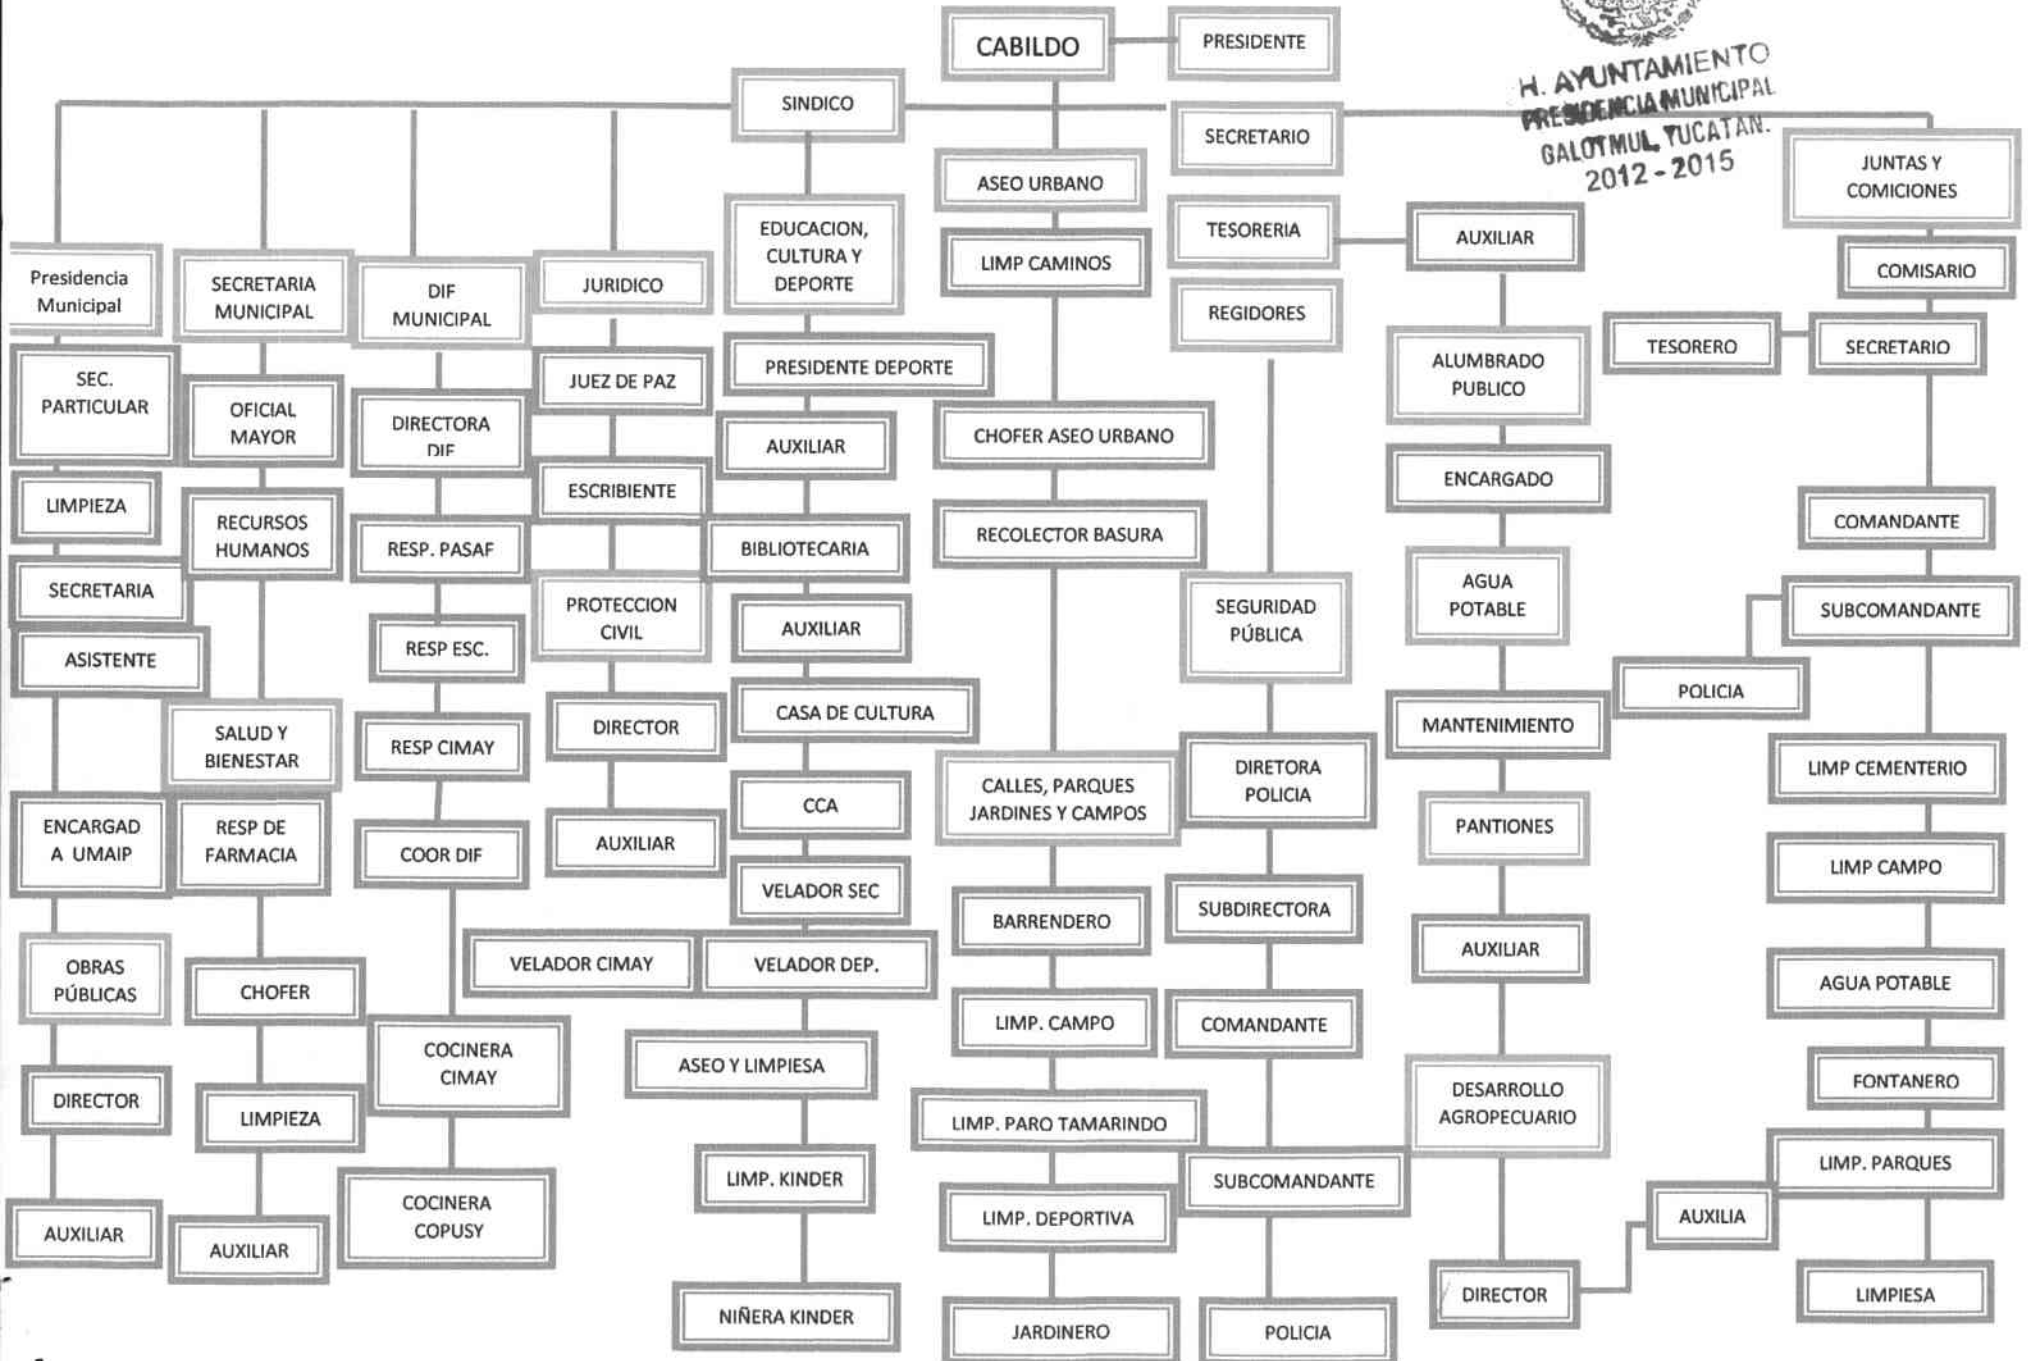 CABILDO
PRESIDENTE
H. AYUNTAMIENTO
PRESIDENCIA MUNICIPAL
CALOTMUL, YUCATAN.
2012 - 2015
SINDICO
SECRETARIO
JUNTAS Y
COMICIONES
ASEO URBANO
TESORERIA
AUXILIAR
EDUCACION,
CULTURA Y
DEPORTE
LIMP CAMINOS
REGIDORES
COMISARIO
Presidencia
Municipal
SECRETARIA
MUNICIPAL
DIF
MUNICIPAL
JURIDICO
TESORERO
SECRETARIO
SEC.
PARTICULAR
OFICIAL
MAYOR
DIRECTORA
DIF
JUEZ DE PAZ
PRESIDENTE DEPORTE
ALUMBRADO
PUBLICO
AUXILIAR
CHOFER ASEO URBANO
ENCARGADO
LIMPIEZA
RECURSOS
HUMANOS
RESP. PASAF
ESCRIBIENTE
BIBLIOTECARIA
RECOLECTOR BASURA
COMANDANTE
SECRETARIA
PROTECCION
CIVIL
AUXILIAR
SEGURIDAD
PÚBLICA
AGUA
POTABLE
SUBCOMANDANTE
ASISTENTE
RESP ESC.
POLICIA
SALUD Y
BIENESTAR
RESP CIMAY
DIRECTOR
CASA DE CULTURA
MANTENIMIENTO
CALLES, PARQUES
JARDINES Y CAMPOS
DIRETORA
POLICIA
LIMP CEMENTERIO
ENCARGAD
A UMAIP
RESP DE
FARMACIA
COOR DIF
AUXILIAR
CCA
PANTIONES
LIMP CAMPO
VELADOR SEC
BARRENDERO
SUBDIRECTORA
AUXILIAR
OBRAS
PÚBLICAS
CHOFER
VELADOR CIMAY
VELADOR DEP.
AGUA POTABLE
COCINERA
CIMAY
ASEO Y LIMPIESA
LIMP. CAMPO
COMANDANTE
DIRECTOR
LIMPIEZA
LIMP. PARO TAMARINDO
DESARROLLO
AGROPECUARIO
FONTANERO
LIMP. KINDER
SUBCOMANDANTE
LIMP. PARQUES
COCINERA
COPUSY
LIMP. DEPORTIVA
AUXILIA
AUXILIAR
AUXILIAR
DIRECTOR
LIMPIESA
NIÑERA KINDER
JARDINERO
POLICIA